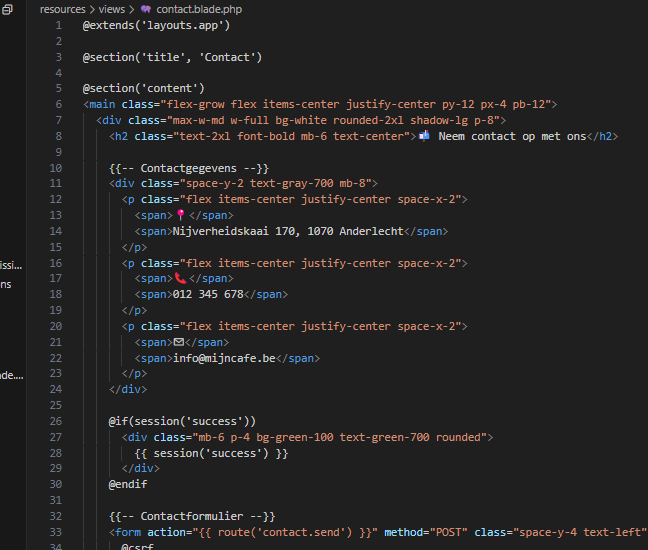 resources > views > contact.blade.php
1 @extends('layouts.app')
2
3 @section('title', 'Contact')
4
5 @section('content')
6 <main class="flex-grow flex items-center justify-center py-12 px-4 pb-12">
7 <div class="max-w-md w-full bg-white rounded-2xl shadow-lg p-8">
8 <h2 class="text-2xl font-bold mb-6 text-center">📬 Neem contact op met ons</h2>
9
10 {{-- Contactgegevens --}}
11 <div class="space-y-2 text-gray-700 mb-8">
12 <p class="flex items-center justify-center space-x-2">
13 <span>📍</span>
14 <span>Nijverheidskaai 170, 1070 Anderlecht</span>
15 </p>
16 <p class="flex items-center justify-center space-x-2">
17 <span>📞</span>
18 <span>012 345 678</span>
19 </p>
20 <p class="flex items-center justify-center space-x-2">
21 <span>✉</span>
22 <span>info@mijncafe.be</span>
23 </p>
24 </div>
25
26 @if(session('success'))
27 <div class="mb-6 p-4 bg-green-100 text-green-700 rounded">
28 {{ session('success') }}
29 </div>
30 @endif
31
32 {{-- Contactformulier --}}
33 <form action="{{ route('contact.send') }}" method="POST" class="space-y-4 text-left"
34 @csrf
issi...
ns
de....